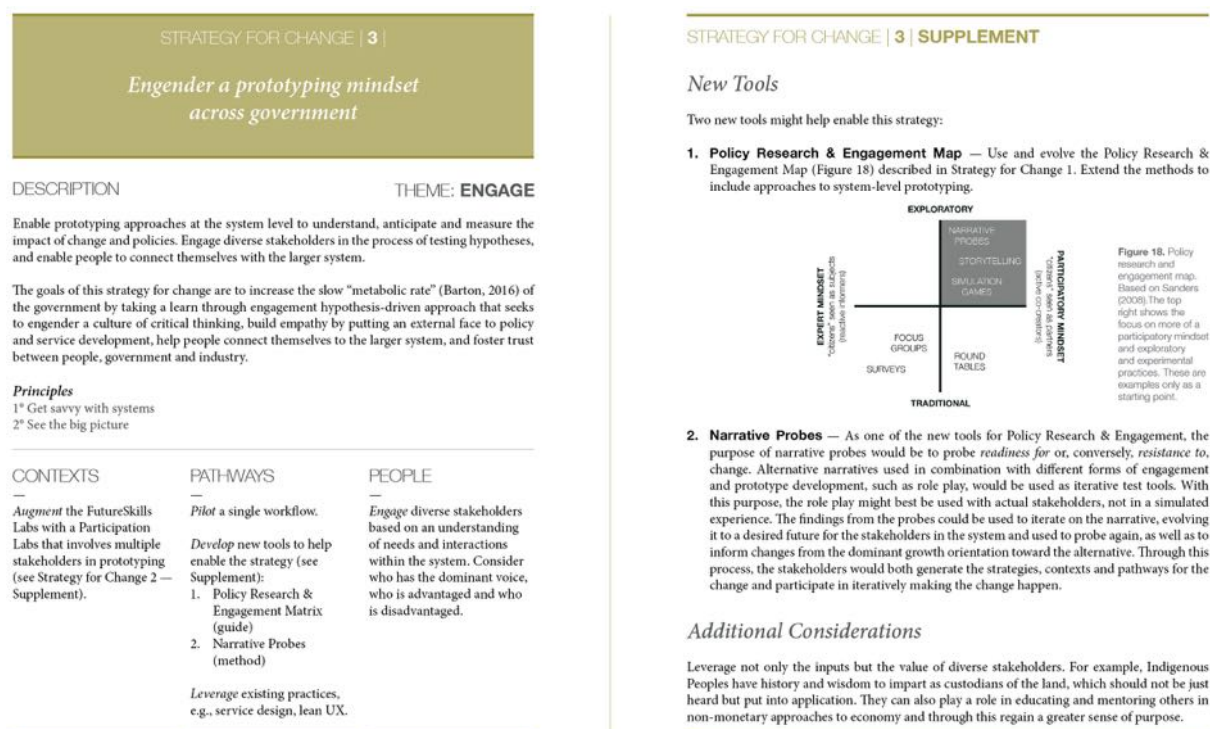 STRATEGY FOR CHANGE | 3 |
Engender a prototyping mindset
across government
DESCRIPTION
THEME: ENGAGE
Enable prototyping approaches at the system level to understand, anticipate and measure the
impact of change and policies. Engage diverse stakeholders in the process of testing hypotheses,
and enable people to connect themselves with the larger system.
The goals of this strategy for change are to increase the slow “metabolic rate” (Barton, 2016) of
the government by taking a learn through engagement hypothesis-driven approach that seeks
to engender a culture of critical thinking, build empathy by putting an external face to policy
and service development, help people connect themselves to the larger system, and foster trust
between people, government and industry.
Principles
1° Get savvy with systems
2° See the big picture
CONTEXTS
—
Augment the FutureSkills
Labs with a Participation
Labs that involves multiple
stakeholders in prototyping
(see Strategy for Change 2 —
Supplement).
PATHWAYS
—
Pilot a single workflow.
Develop new tools to help
enable the strategy (see
Supplement):
1. Policy Research &
Engagement Matrix
(guide)
2. Narrative Probes
(method)
Leverage existing practices,
e.g., service design, lean UX.
PEOPLE
—
Engage diverse stakeholders
based on an understanding
of needs and interactions
within the system. Consider
who has the dominant voice,
who is advantaged and who
is disadvantaged.
STRATEGY FOR CHANGE | 3 | SUPPLEMENT
New Tools
Two new tools might help enable this strategy:
1. Policy Research & Engagement Map — Use and evolve the Policy Research &
Engagement Map (Figure 18) described in Strategy for Change 1. Extend the methods to
include approaches to system-level prototyping.
EXPLORATORY
NARRATIVE
PROBES
STORYTELLING
SIMULATION
GAMES
EXPERT MINDSET
"citizens" seen as subjects
(reactive informers)
PARTICIPATORY MINDSET
"citizens" seen as partners
(active co-creators)
FOCUS
GROUPS
SURVEYS
ROUND
TABLES
TRADITIONAL
Figure 18. Policy
research and
engagement map.
Based on Sanders
(2008).The top
right shows the
focus on more of a
participatory mindset
and exploratory
and experimental
practices. These are
examples only as a
starting point.
2. Narrative Probes — As one of the new tools for Policy Research & Engagement, the
purpose of narrative probes would be to probe readiness for or, conversely, resistance to,
change. Alternative narratives used in combination with different forms of engagement
and prototype development, such as role play, would be used as iterative test tools. With
this purpose, the role play might best be used with actual stakeholders, not in a simulated
experience. The findings from the probes could be used to iterate on the narrative, evolving
it to a desired future for the stakeholders in the system and used to probe again, as well as to
inform changes from the dominant growth orientation toward the alternative. Through this
process, the stakeholders would both generate the strategies, contexts and pathways for the
change and participate in iteratively making the change happen.
Additional Considerations
Leverage not only the inputs but the value of diverse stakeholders. For example, Indigenous
Peoples have history and wisdom to impart as custodians of the land, which should not be just
heard but put into application. They can also play a role in educating and mentoring others in
non-monetary approaches to economy and through this regain a greater sense of purpose.